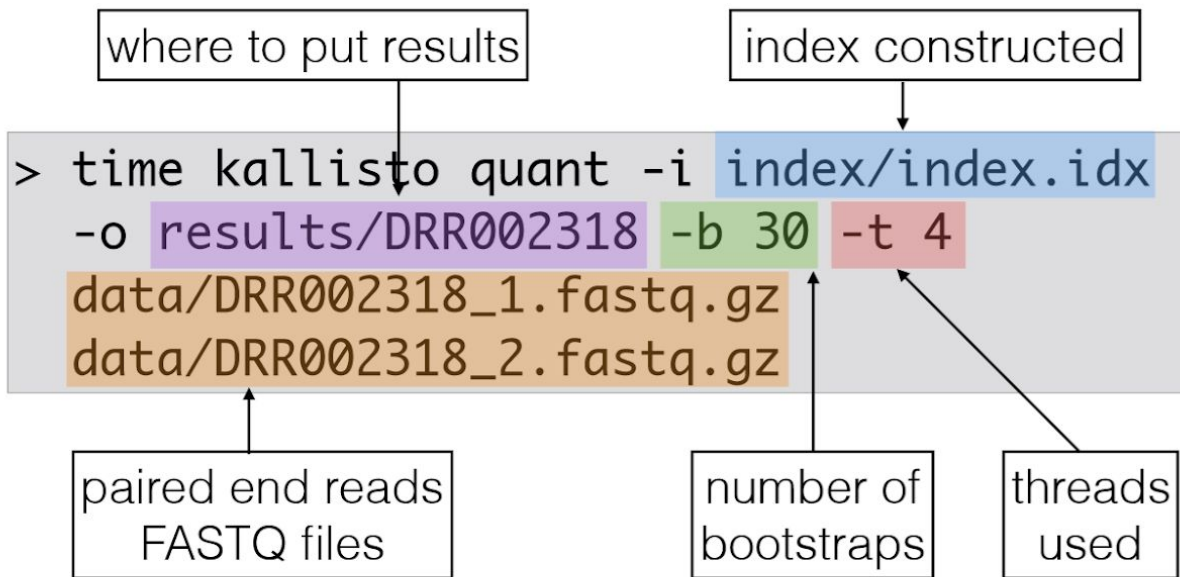 where to put results
index constructed
> time kallisto quant -i index/index.idx
-o results/DRR002318 -b 30 -t 4
data/DRR002318_1.fastq.gz
data/DRR002318_2.fastq.gz
paired end reads
FASTQ files
number of
bootstraps
threads
used